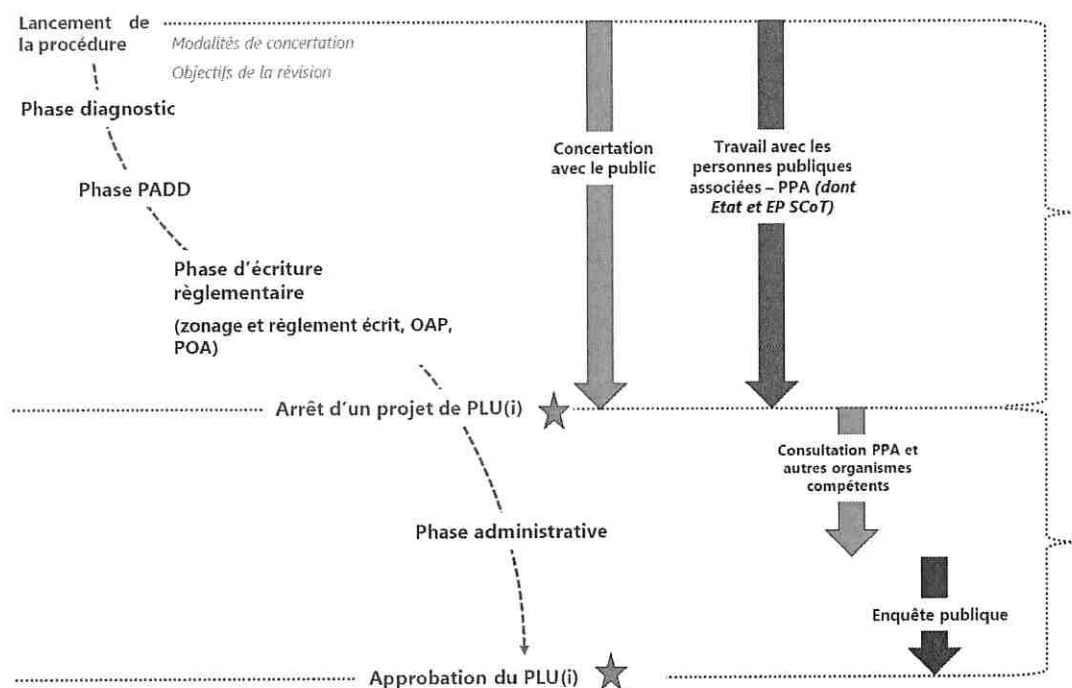 Lancement de
la procédure
Modalités de concertation
Objectifs de la révision
Phase diagnostic
Phase PADD
Phase d'écriture
règlementaire
(zonage et règlement écrit, OAP,
POA)
Concertation
avec le public
Travail avec les
personnes publiques
associées – PPA (dont
Etat et EP SCoT)
Arrêt d'un projet de PLU(i)
Consultation PPA et
autres organismes
compétents
Phase administrative
Enquête publique
Approbation du PLU(i)